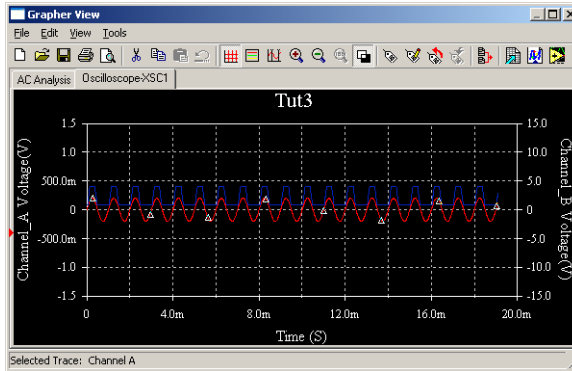 Grapher View
File Edit View Tools
AC Analysis Oscilloscope-XSC1
Tut3
1.5 15.0
1.0 10.0
500.0m 5.0
0 0
-500.0m -5.0
-1.0 -10.0
-1.5 -15.0
Channel_A Voltage(V)
Channel_B Voltage(V)
0 4.0m 8.0m 12.0m 16.0m 20.0m
Time (S)
Selected Trace: Channel A